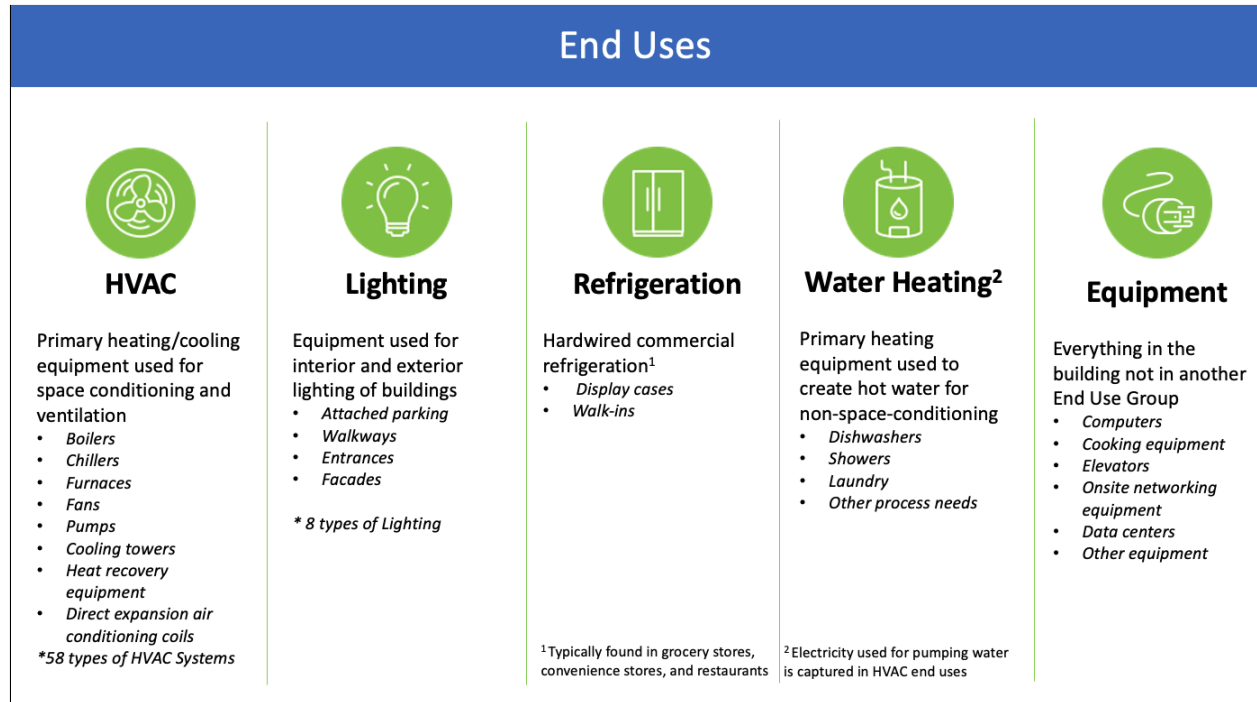 End Uses
HVAC
Primary heating/cooling
equipment used for
space conditioning and
ventilation
• Boilers
• Chillers
• Furnaces
• Fans
• Pumps
• Cooling towers
• Heat recovery
equipment
• Direct expansion air
conditioning coils
*58 types of HVAC Systems
Lighting
Equipment used for
interior and exterior
lighting of buildings
• Attached parking
• Walkways
• Entrances
• Facades
* 8 types of Lighting
Refrigeration
Hardwired commercial
refrigeration¹
• Display cases
• Walk-ins
¹ Typically found in grocery stores,
convenience stores, and restaurants
Water Heating²
Primary heating
equipment used to
create hot water for
non-space-conditioning
• Dishwashers
• Showers
• Laundry
• Other process needs
² Electricity used for pumping water
is captured in HVAC end uses
Equipment
Everything in the
building not in another
End Use Group
• Computers
• Cooking equipment
• Elevators
• Onsite networking
equipment
• Data centers
• Other equipment